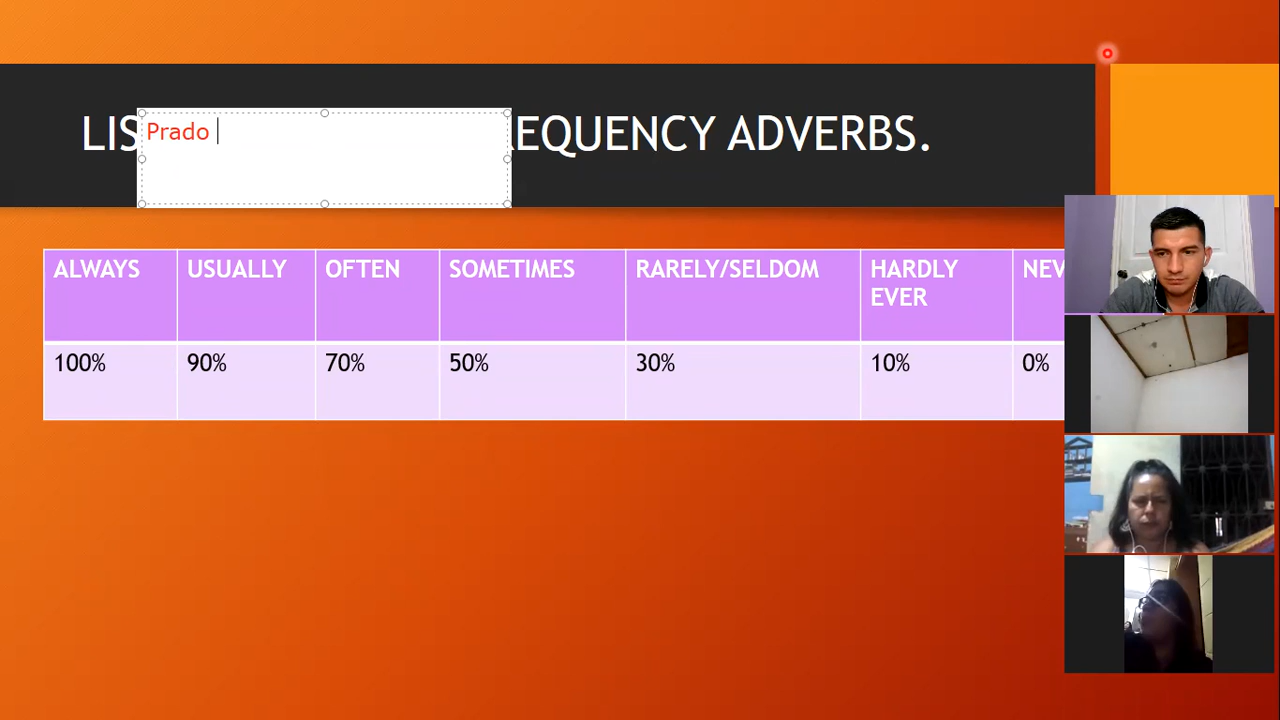 LIS REQUENCY ADVERBS.
Prado
ALWAYS USUALLY OFTEN SOMETIMES RARELY/SELDOM HARDLY EVER NEV
100% 90% 70% 50% 30% 10% 0%